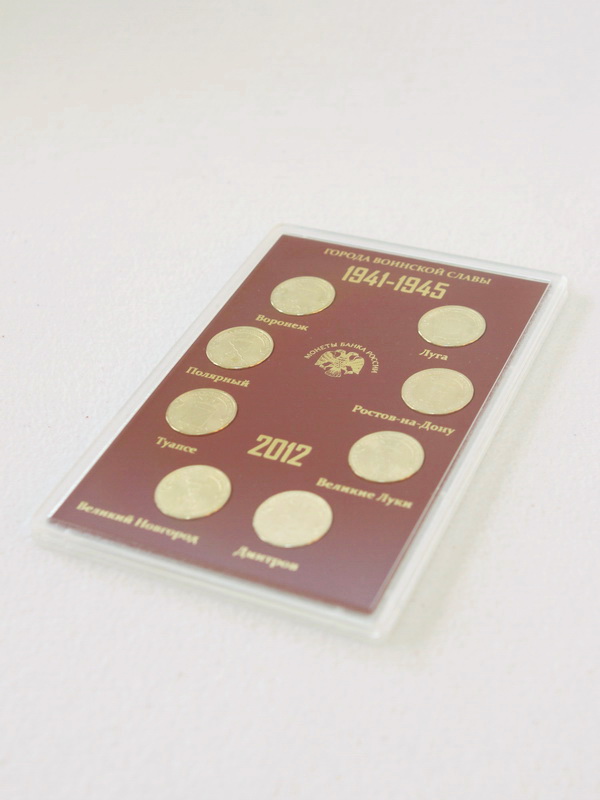 ГОРОДА ВОИНСКОЙ СЛАВЫ
1941-1945
Воронеж
Луга
МОНЕТЫ БАНКА РОССИИ
Полярный
Ростов-на-Дону
Туапсе
2012
Великие Луки
Великий Новгород
Дмитров